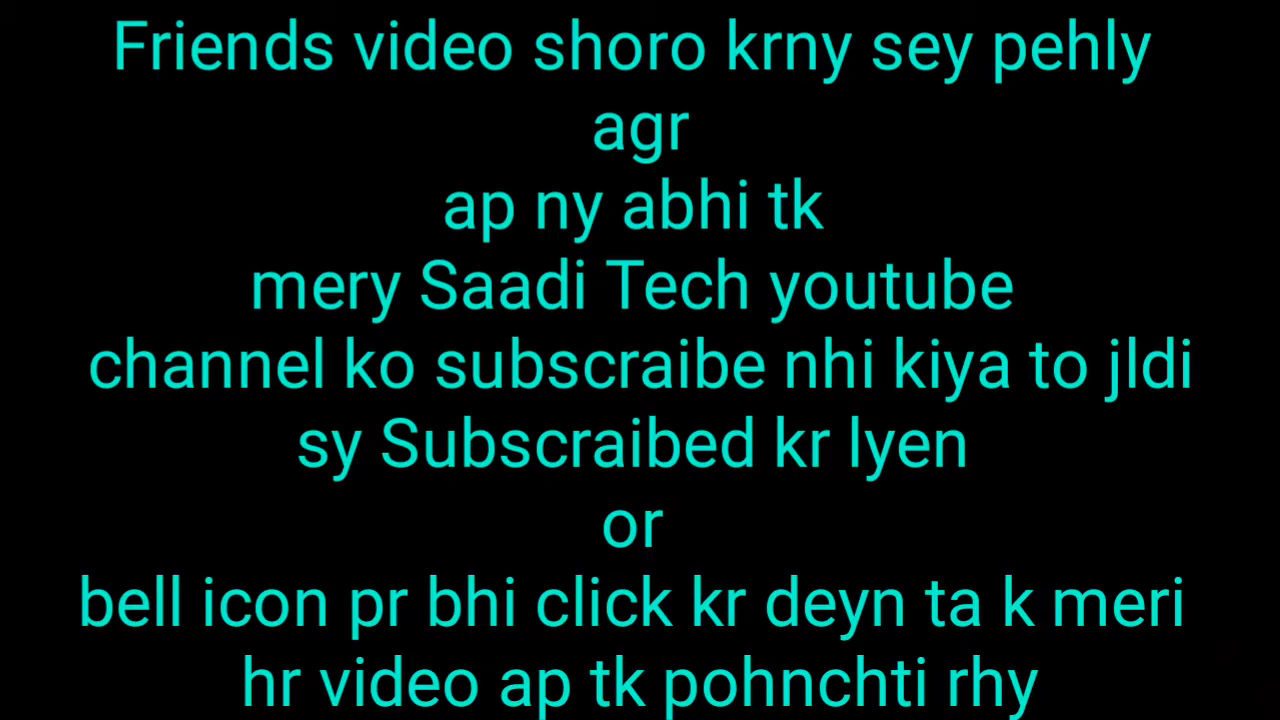 Friends video shoro krny sey pehly
agr
ap ny abhi tk
mery Saadi Tech youtube
channel ko subscraibe nhi kiya to jldi
sy Subscraibed kr lyen
or
bell icon pr bhi click kr deyn ta k meri
hr video ap tk pohnchti rhy